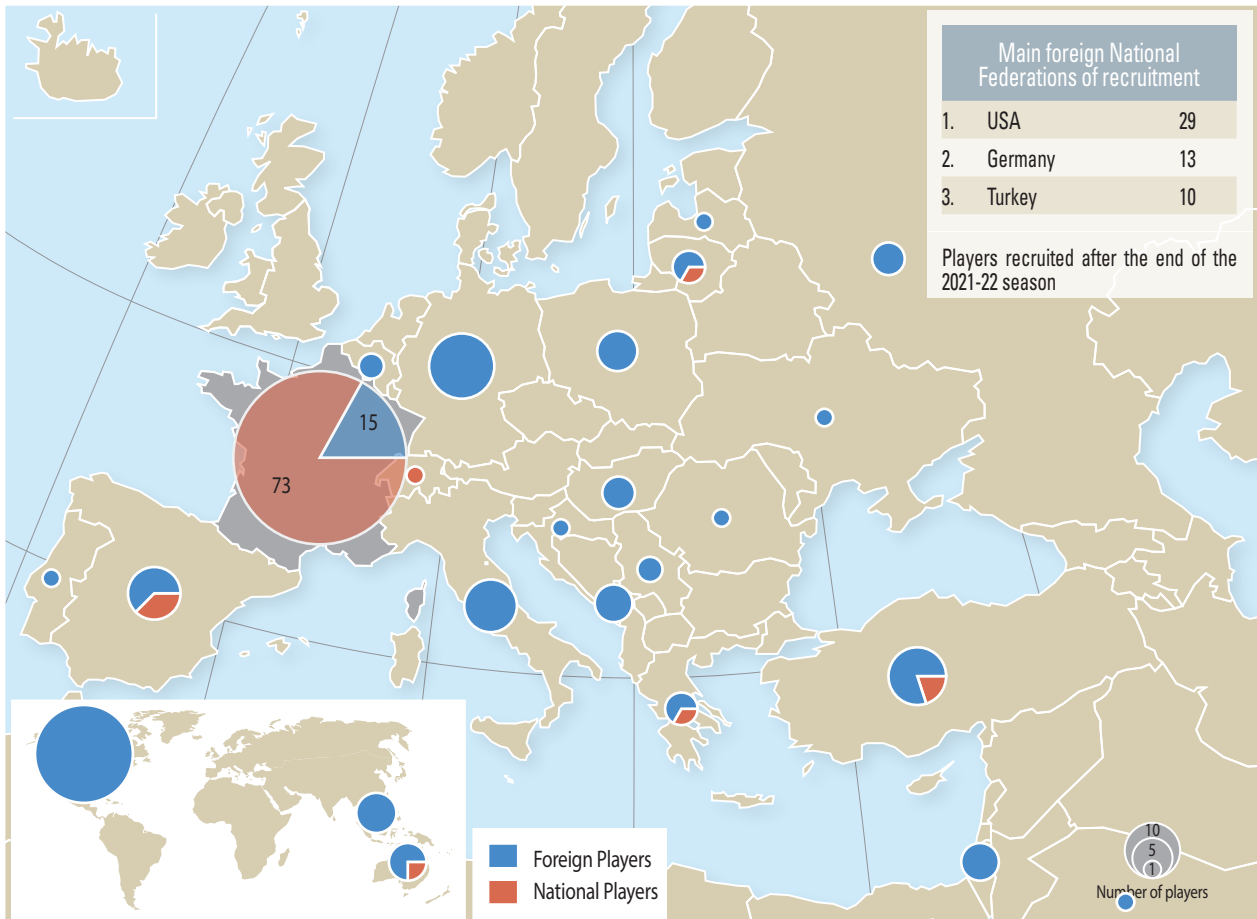 Main foreign National
Federations of recruitment
1. USA 29
2. Germany 13
3. Turkey 10
Players recruited after the end of the
2021-22 season
15
73
Foreign Players
National Players
10
5
1
Number of players